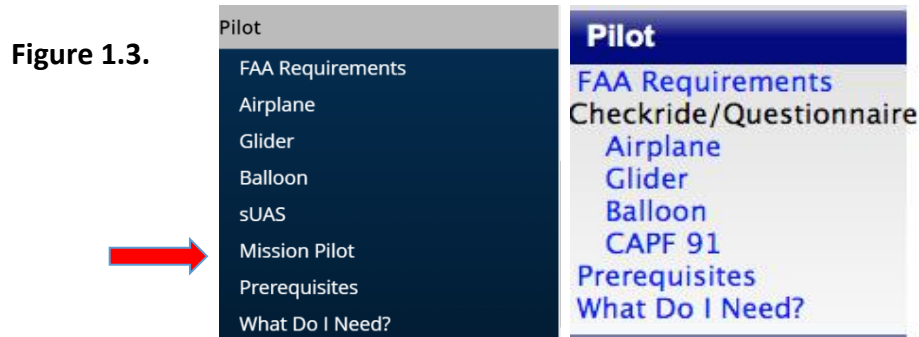 Figure 1.3.
Pilot
FAA Requirements
Airplane
Glider
Balloon
sUAS
Mission Pilot
Prerequisites
What Do I Need?
Pilot
FAA Requirements
Checkride/Questionnaire
Airplane
Glider
Balloon
CAPF 91
Prerequisites
What Do I Need?